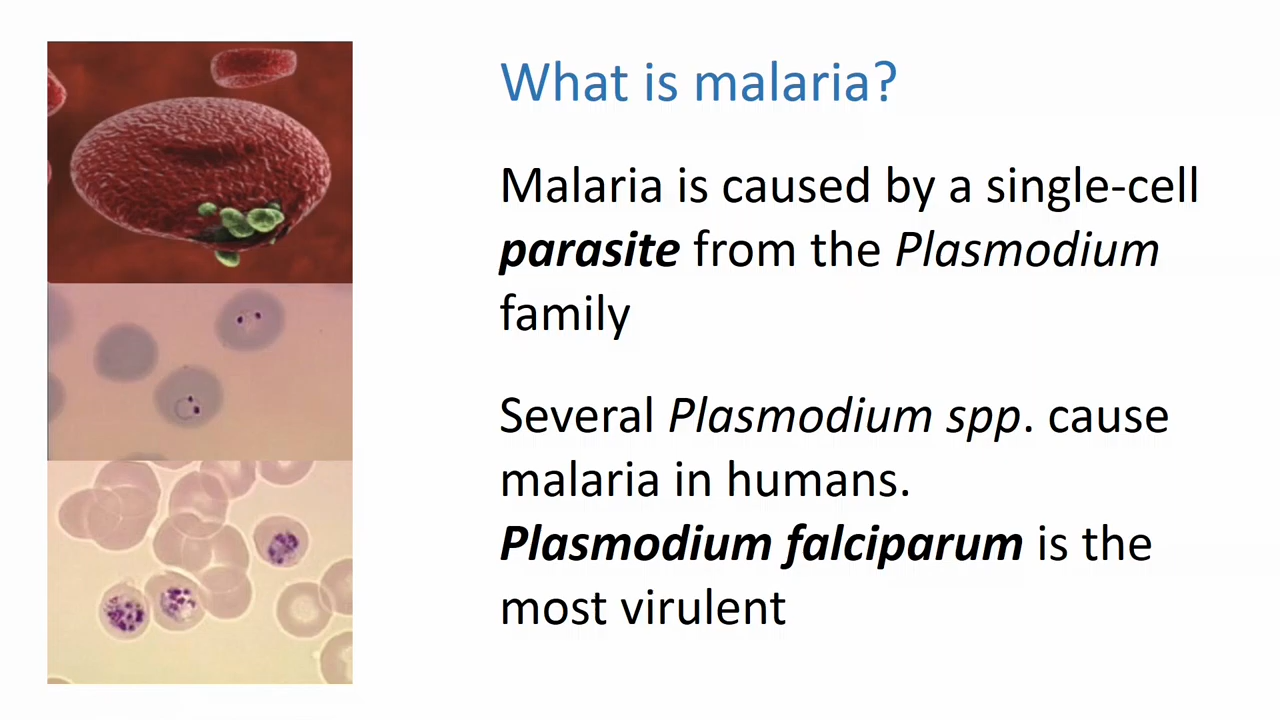 What is malaria?
Malaria is caused by a single-cell
parasite from the Plasmodium
family
Several Plasmodium spp. cause
malaria in humans.
Plasmodium falciparum is the
most virulent